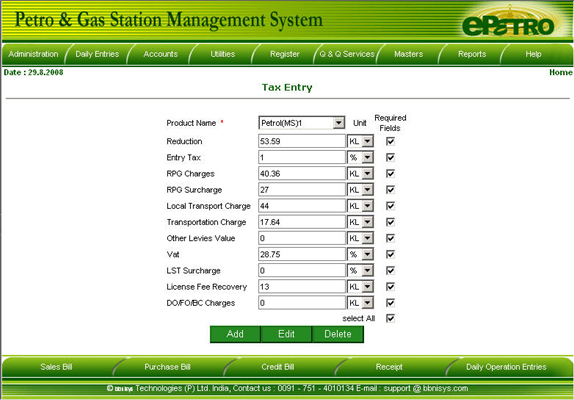 Petro & Gas Station Management System
ePETRO
Administration Daily Entries Accounts Utilities Register Q & Q Services Masters Reports Help
Date : 29.8.2008 Home
Tax Entry
Product Name * Petrol(MS)1 Unit Required Fields
Reduction 53.59 KL
Entry Tax 1 %
RPG Charges 40.36 KL
RPG Surcharge 27 KL
Local Transport Charge 44 KL
Transportation Charge 17.64 KL
Other Levies Value 0 KL
Vat 28.75 %
LST Surcharge 0 %
License Fee Recovery 13 KL
DO/FO/BC Charges 0 KL
select All
Add Edit Delete
Sales Bill Purchase Bill Credit Bill Receipt Daily Operation Entries
© bbnisys Technologies (P) Ltd. India, Contact us : 0091 - 751 - 4010134 E-mail : support @ bbnisys.com